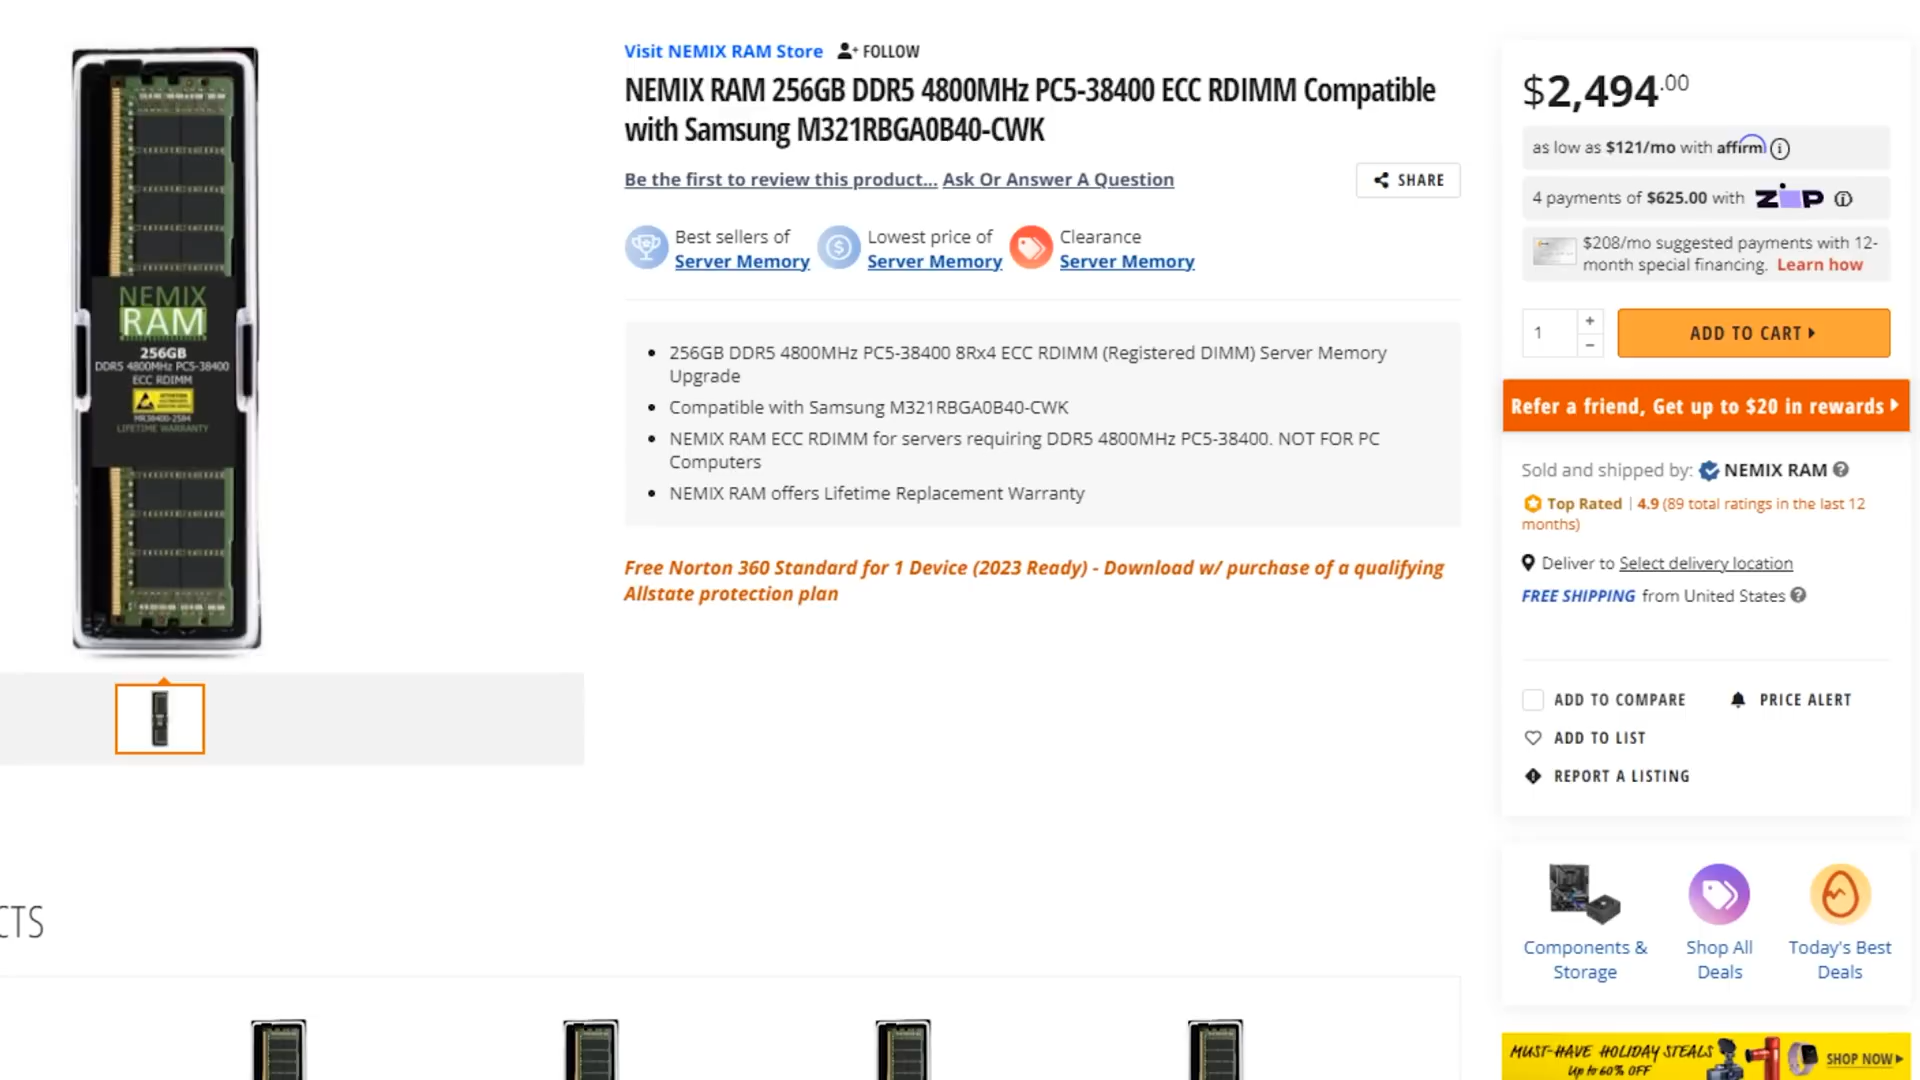 Visit NEMIX RAM Store FOLLOW
NEMIX RAM 256GB DDR5 4800MHz PC5-38400 ECC RDIMM Compatible
with Samsung M321RBGA0B40-CWK
Be the first to review this product... Ask Or Answer A Question
SHARE
Best sellers of
Server Memory
Lowest price of
Server Memory
Clearance
Server Memory
256GB DDR5 4800MHz PC5-38400 8Rx4 ECC RDIMM (Registered DIMM) Server Memory
Upgrade
Compatible with Samsung M321RBGA0B40-CWK
NEMIX RAM ECC RDIMM for servers requiring DDR5 4800MHz PC5-38400. NOT FOR PC
Computers
NEMIX RAM offers Lifetime Replacement Warranty
Free Norton 360 Standard for 1 Device (2023 Ready) - Download w/ purchase of a qualifying
Allstate protection plan
NEMIX
RAM
256GB
DDR5 4800MHz PC5-38400
ECC RDIMM
LIFETIME WARRANTY
CTS
$2,494.00
as low as $121/mo with affirm
4 payments of $625.00 with ZIP
$208/mo suggested payments with 12-
month special financing. Learn how
1
+
−
ADD TO CART
Refer a friend, Get up to $20 in rewards
Sold and shipped by: NEMIX RAM
Top Rated | 4.9 (89 total ratings in the last 12
months)
Deliver to Select delivery location
FREE SHIPPING from United States
ADD TO COMPARE
PRICE ALERT
ADD TO LIST
REPORT A LISTING
Components &
Storage
Shop All
Deals
Today's Best
Deals
MUST-HAVE HOLIDAY STEALS
Up to 60% OFF
SHOP NOW